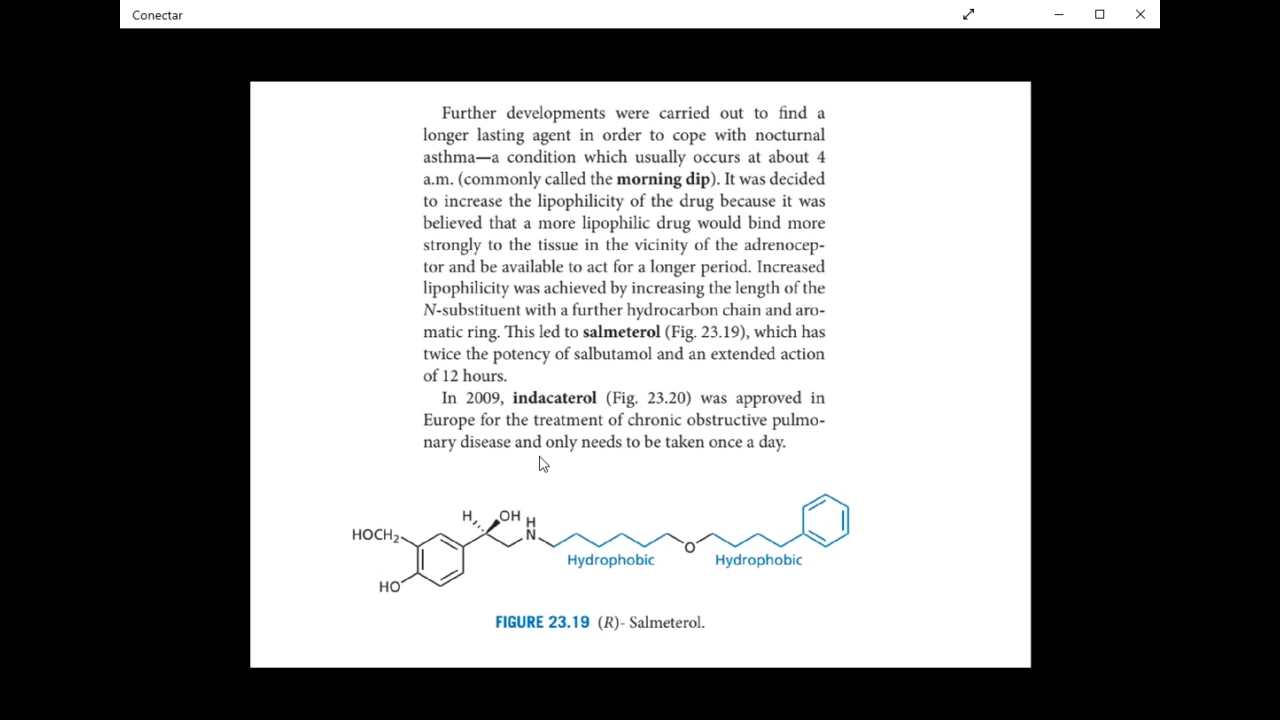 Conectar
Further developments were carried out to find a
longer lasting agent in order to cope with nocturnal
asthma—a condition which usually occurs at about 4
a.m. (commonly called the morning dip). It was decided
to increase the lipophilicity of the drug because it was
believed that a more lipophilic drug would bind more
strongly to the tissue in the vicinity of the adrenocep-
tor and be available to act for a longer period. Increased
lipophilicity was achieved by increasing the length of the
N-substituent with a further hydrocarbon chain and aro-
matic ring. This led to salmeterol (Fig. 23.19), which has
twice the potency of salbutamol and an extended action
of 12 hours.
In 2009, indacaterol (Fig. 23.20) was approved in
Europe for the treatment of chronic obstructive pulmo-
nary disease and only needs to be taken once a day.
H OH H
HOCH2 N
O
Hydrophobic Hydrophobic
HO
FIGURE 23.19 (R)- Salmeterol.